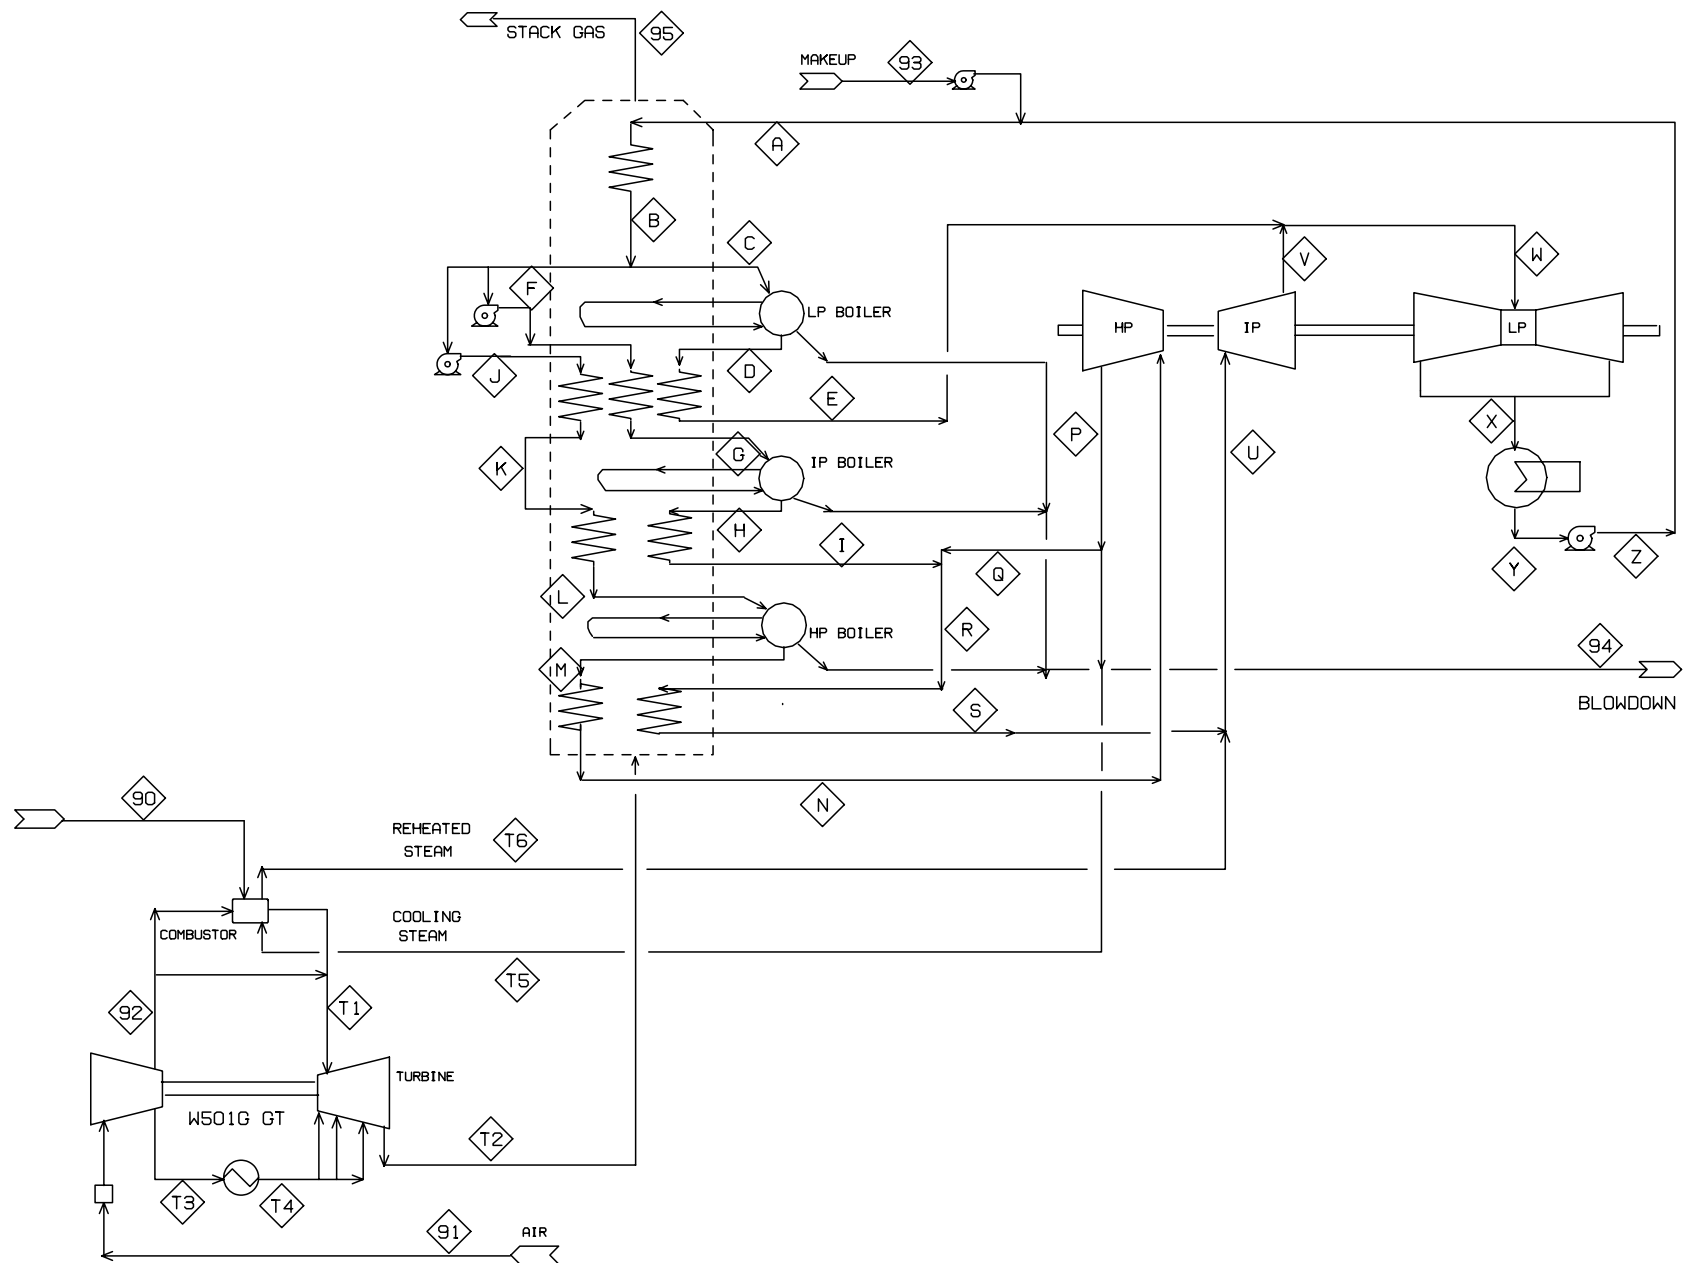 STACK GAS
95
MAKEUP
93
A
B
C
F
LP BOILER
J
D
E
V
W
HP
IP
LP
K
G
IP BOILER
P
U
X
H
I
Q
Y
Z
L
HP BOILER
R
M
S
94
BLOWDOWN
N
90
REHEATED
STEAM
T6
COOLING
STEAM
COMBUSTOR
T5
92
T1
TURBINE
W501G GT
T2
T3
T4
91
AIR